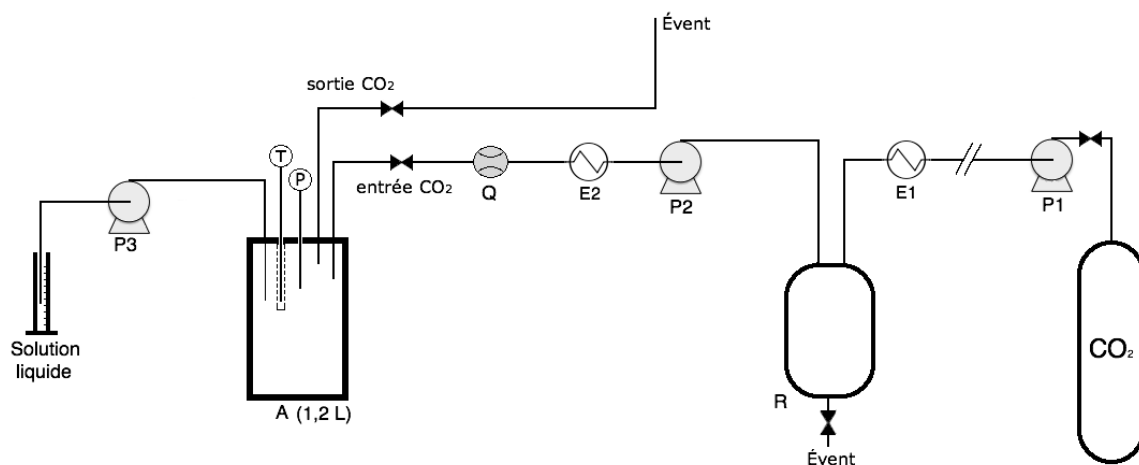 Évent
sortie CO₂
T
P
entrée CO₂
Q
E2
P2
E1
P1
P3
Solution
liquide
A (1,2 L)
R
Évent
CO₂